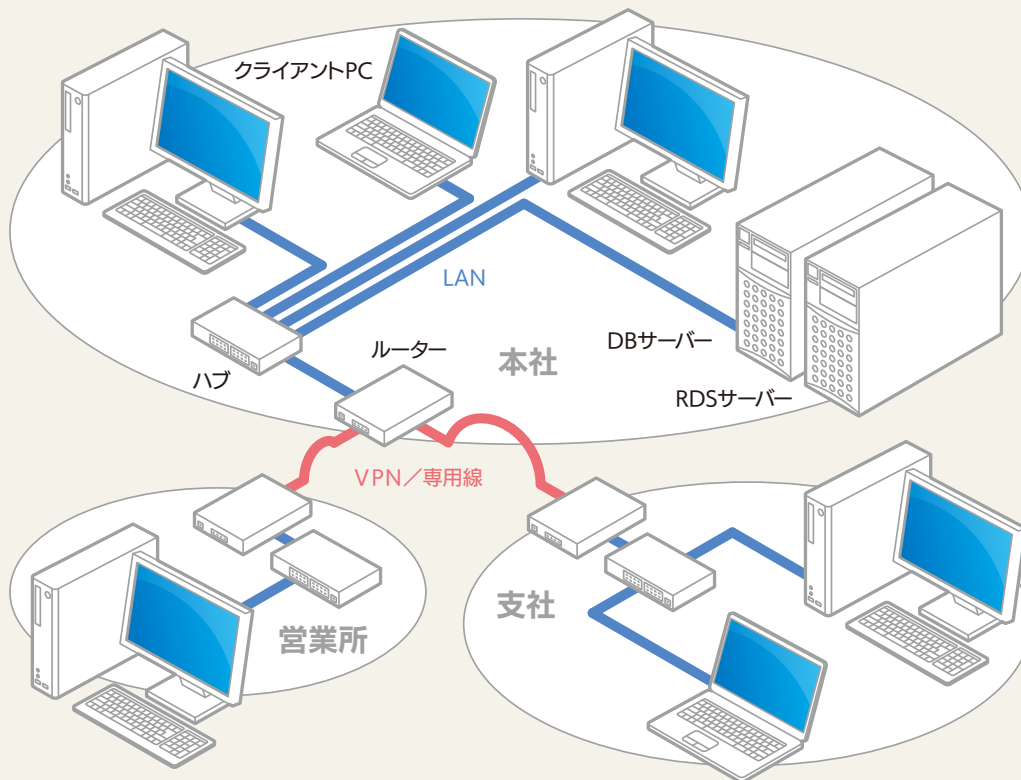 クライアントPC
LAN
DBサーバー
RDSサーバー
ハブ
ルーター
本社
VPN／専用線
営業所
支社